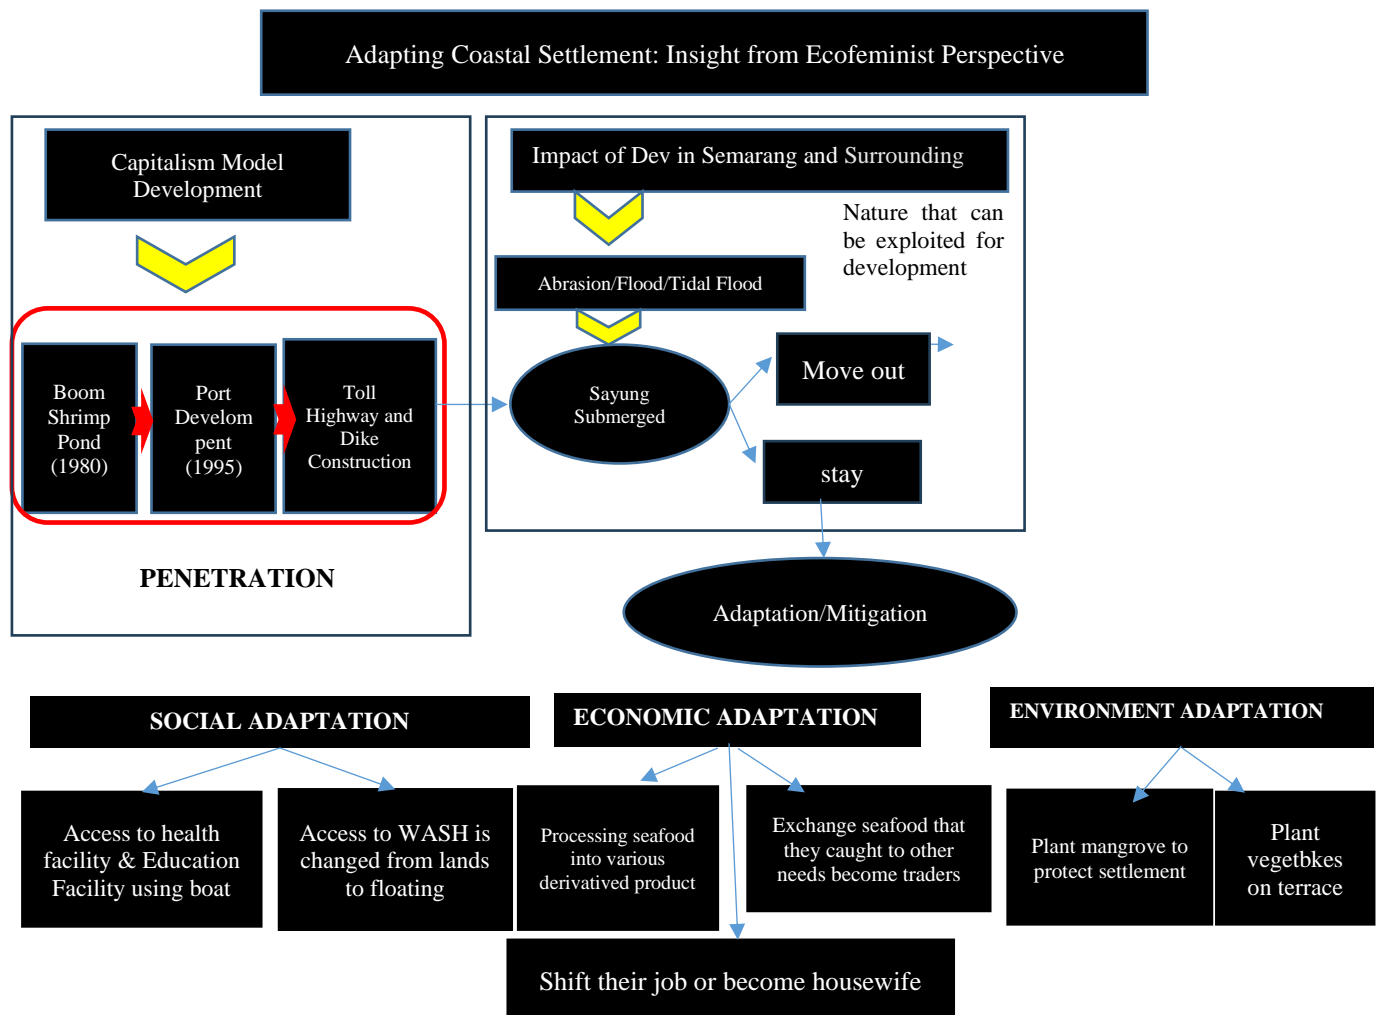 Adapting Coastal Settlement: Insight from Ecofeminist Perspective
Capitalism Model
Development
Boom
Shrimp
Pond
(1980)
Port
Develom
pent
(1995)
Toll
Highway and
Dike
Construction
PENETRATION
Impact of Dev in Semarang and Surrounding
Nature that can
be exploited for
development
Abrasion/Flood/Tidal Flood
Sayung
Submerged
Move out
stay
Adaptation/Mitigation
SOCIAL ADAPTATION
Access to health
facility & Education
Facility using boat
Access to WASH is
changed from lands
to floating
ECONOMIC ADAPTATION
Processing seafood
into various
derivatived product
Exchange seafood that
they caught to other
needs become traders
Shift their job or become housewife
ENVIRONMENT ADAPTATION
Plant mangrove to
protect settlement
Plant
vegetbkes
on terrace